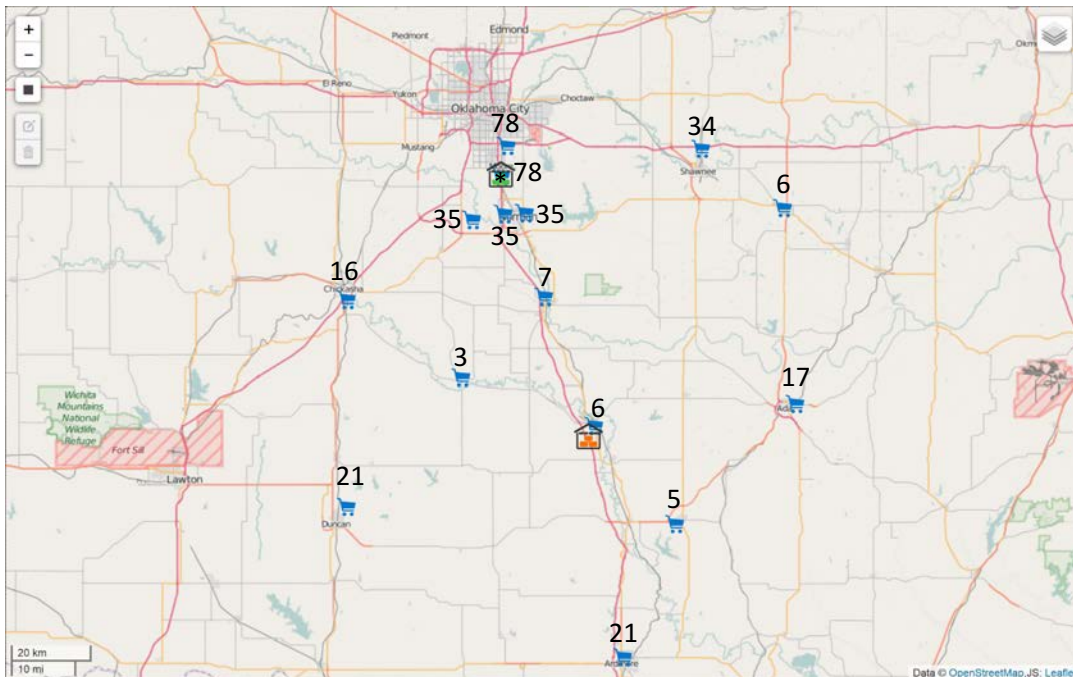 +
Piedmont
Edmond
−
Okm
El Reno
Yukon
Choctaw
Oklahoma City
78
34
Mustang
Shawnee
*
78
6
35
35
35
16
7
Chickasha
3
17
6
Ada
Wichita
Mountains
National
Wildlife
Refuge
Fort Sill
Lawton
21
5
Duncan
21
20 km
10 mi
Ardmore
Data © OpenStreetMap,JS: Leafle